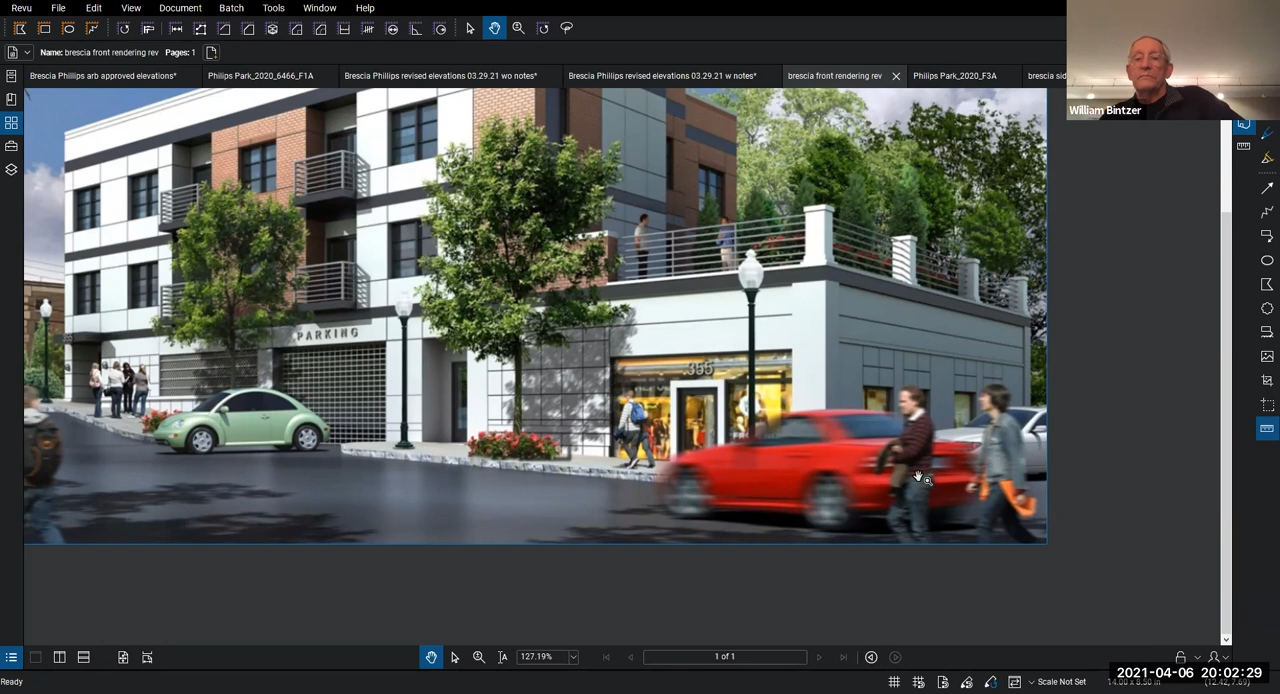 Revu File Edit View Document Batch Tools Window Help
Name: brescia front rendering rev Pages: 1
Brescia Phillips arb approved elevations*
Philips Park_2020_6466_F1A
Brescia Phillips revised elevations 03.29.21 wo notes*
Brescia Phillips revised elevations 03.29.21 w notes*
brescia front rendering rev
Philips Park_2020_F3A
brescia sid
William Bintzer
PARKING
355
127.19%
1 of 1
2021-04-06 20:02:29
Ready
Scale Not Set